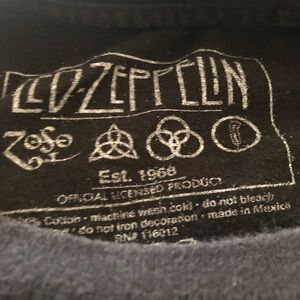 LED-ZEPPELIN
ZoSo
Est. 1968
OFFICIAL LICENSED PRODUCT
Cotton · machine wash cold · do not bleach
· do not iron decoration · made in Mexico
RN# 116012